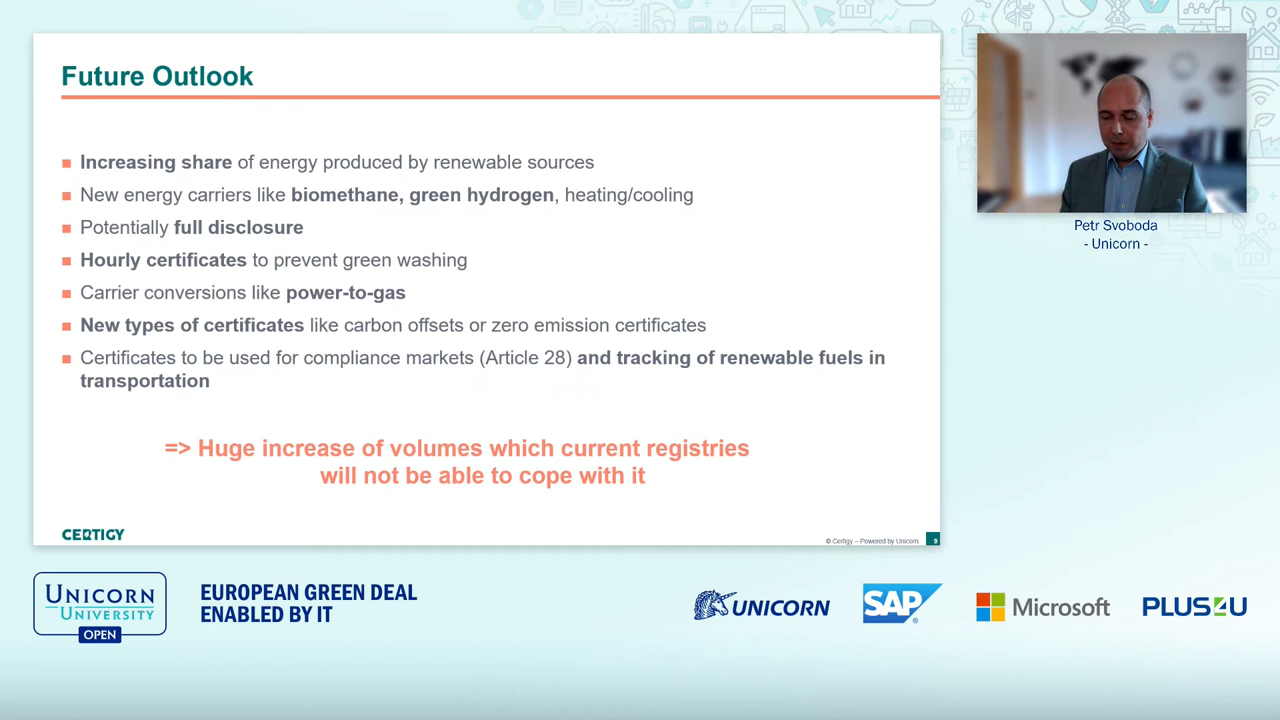 Future Outlook
Increasing share of energy produced by renewable sources
New energy carriers like biomethane, green hydrogen, heating/cooling
Potentially full disclosure
Hourly certificates to prevent green washing
Carrier conversions like power-to-gas
New types of certificates like carbon offsets or zero emission certificates
Certificates to be used for compliance markets (Article 28) and tracking of renewable fuels in
transportation
=> Huge increase of volumes which current registries
will not be able to cope with it
CERTIGY
© Certigy – Powered by Unicorn
9
Petr Svoboda
- Unicorn -
UNICORN
UNIVERSITY
OPEN
EUROPEAN GREEN DEAL
ENABLED BY IT
UNICORN
SAP
Microsoft
PLUS4U